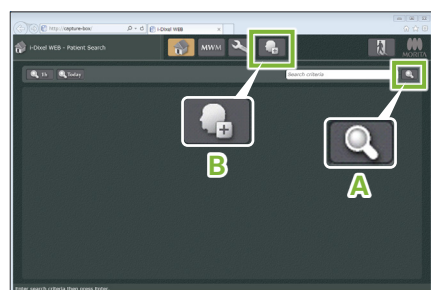 http://capture-box/
i-Dixel WEB
i-Dixel WEB - Patient Search
MWM
MORITA
Today
Search criteria
B
A
Enter search criteria then press Enter.